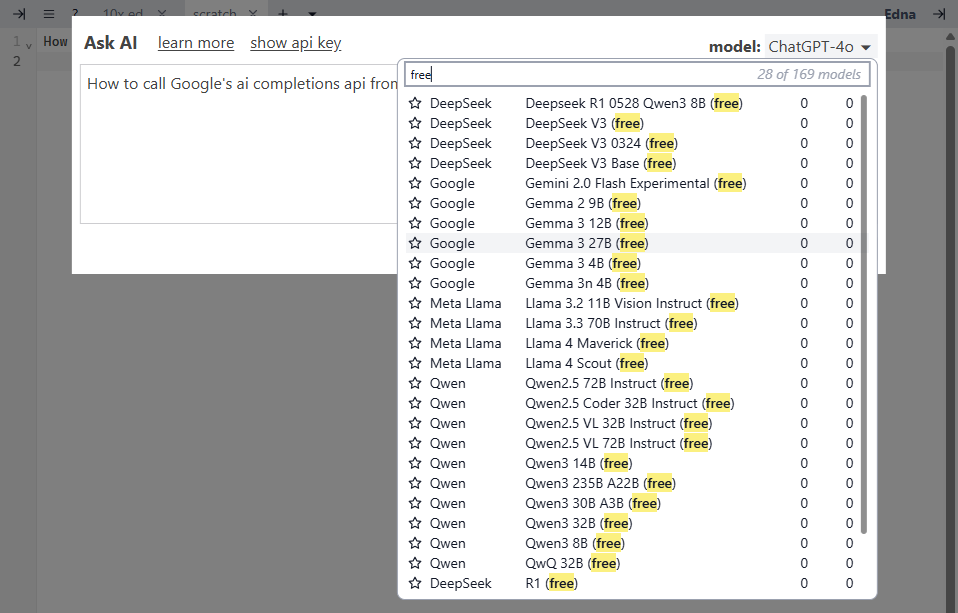 ? 10x ed scratch Edna
1 How
2
Ask AI learn more show api key
model: ChatGPT-4o
How to call Google's ai completions api fron
free 28 of 169 models
DeepSeek Deepseek R1 0528 Qwen3 8B (free) 0 0
DeepSeek DeepSeek V3 (free) 0 0
DeepSeek DeepSeek V3 0324 (free) 0 0
DeepSeek DeepSeek V3 Base (free) 0 0
Google Gemini 2.0 Flash Experimental (free) 0 0
Google Gemma 2 9B (free) 0 0
Google Gemma 3 12B (free) 0 0
Google Gemma 3 27B (free) 0 0
Google Gemma 3 4B (free) 0 0
Google Gemma 3n 4B (free) 0 0
Meta Llama Llama 3.2 11B Vision Instruct (free) 0 0
Meta Llama Llama 3.3 70B Instruct (free) 0 0
Meta Llama Llama 4 Maverick (free) 0 0
Meta Llama Llama 4 Scout (free) 0 0
Qwen Qwen2.5 72B Instruct (free) 0 0
Qwen Qwen2.5 Coder 32B Instruct (free) 0 0
Qwen Qwen2.5 VL 32B Instruct (free) 0 0
Qwen Qwen2.5 VL 72B Instruct (free) 0 0
Qwen Qwen3 14B (free) 0 0
Qwen Qwen3 235B A22B (free) 0 0
Qwen Qwen3 30B A3B (free) 0 0
Qwen Qwen3 32B (free) 0 0
Qwen Qwen3 8B (free) 0 0
Qwen QwQ 32B (free) 0 0
DeepSeek R1 (free) 0 0